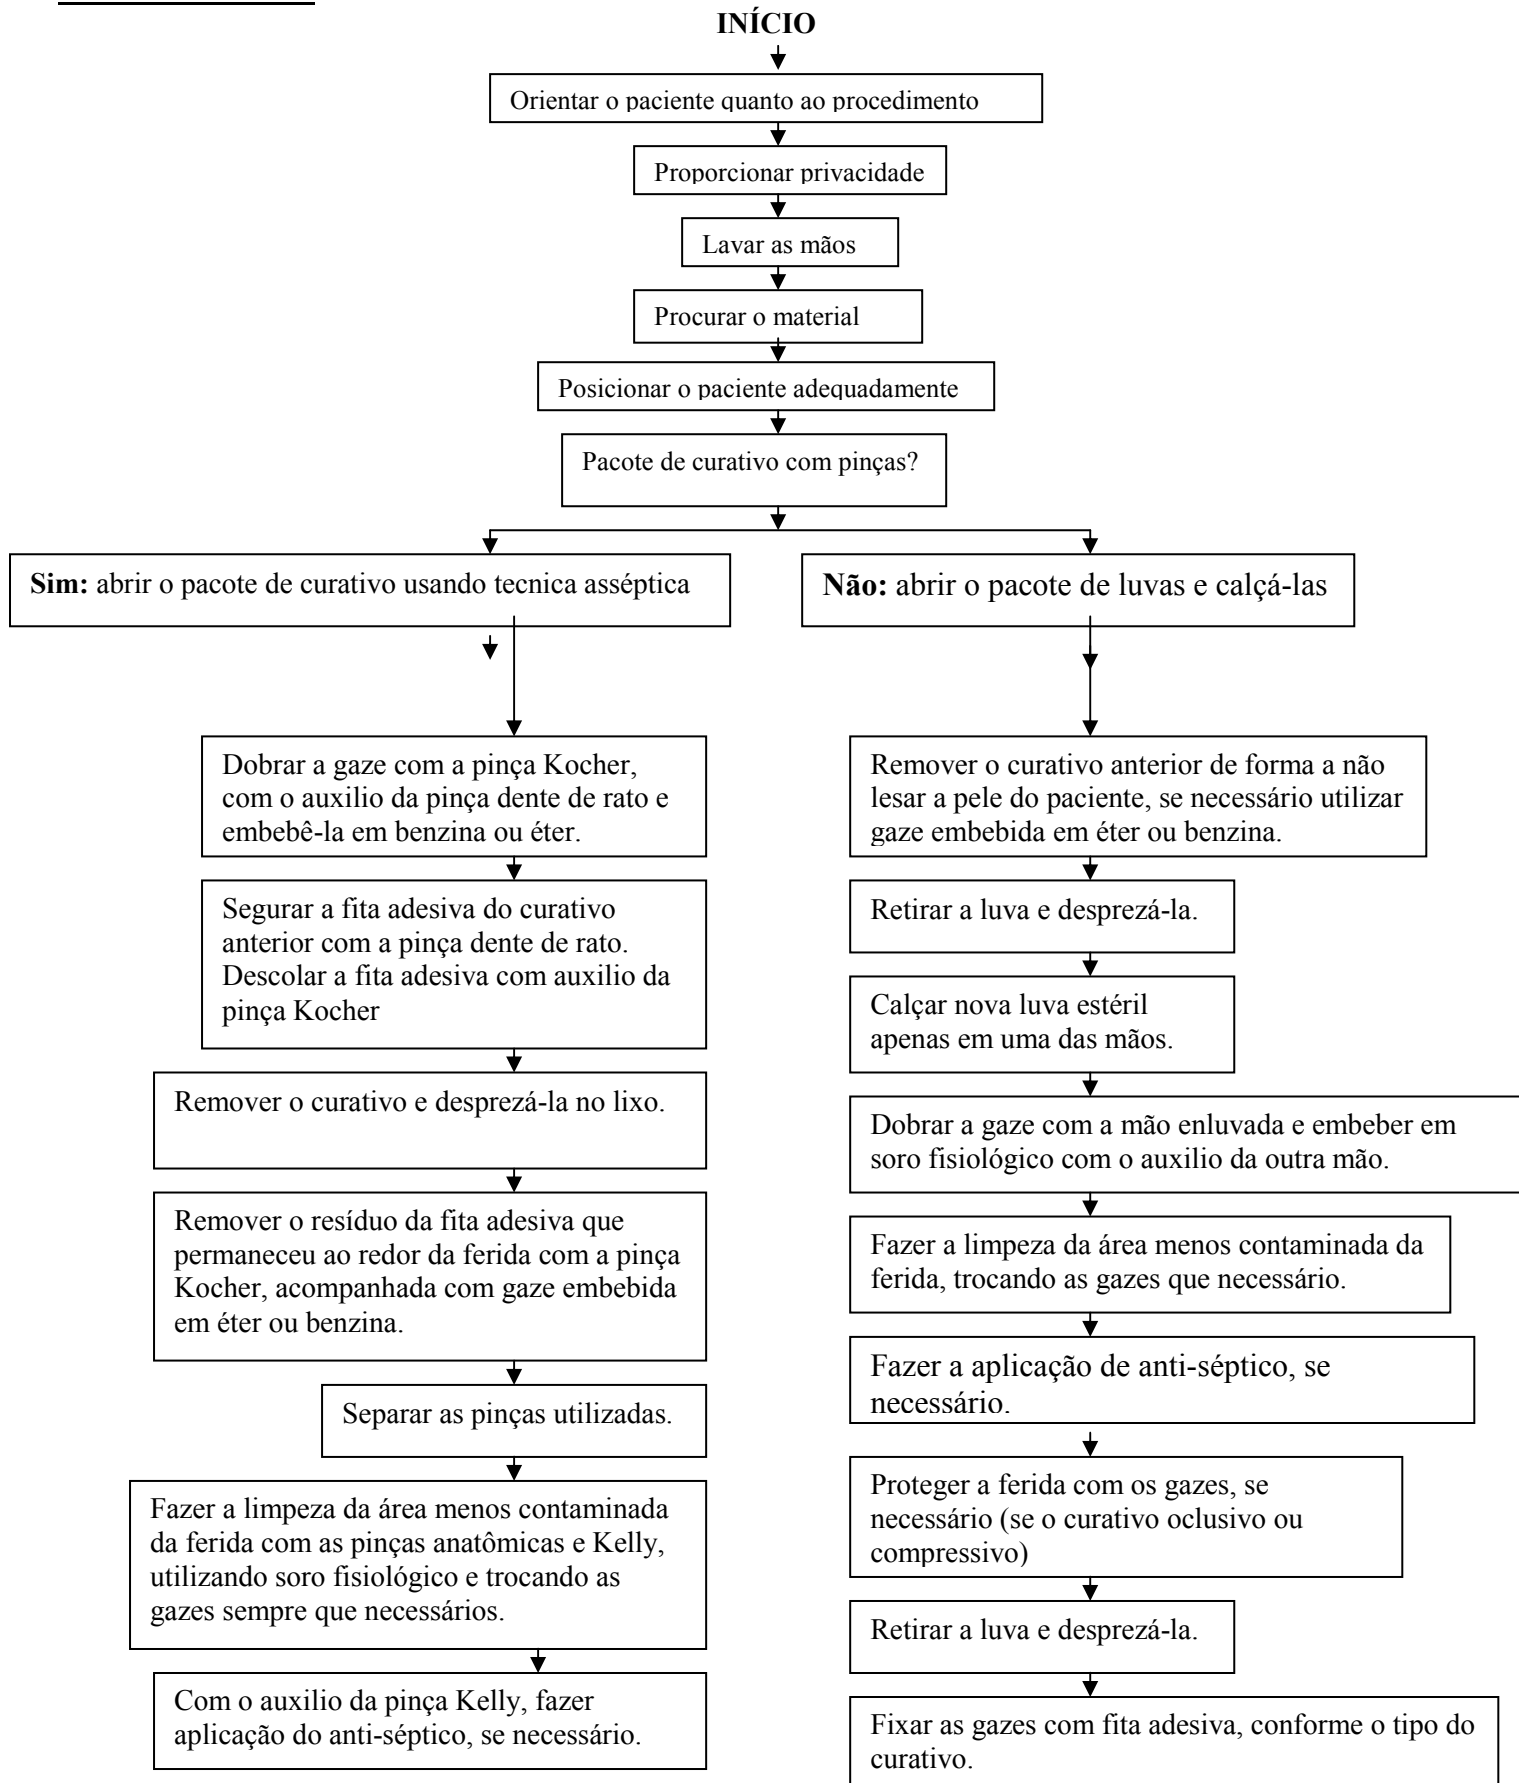 INÍCIO
Orientar o paciente quanto ao procedimento
Proporcionar privacidade
Lavar as mãos
Procurar o material
Posicionar o paciente adequadamente
Pacote de curativo com pinças?
Sim: abrir o pacote de curativo usando tecnica asséptica
Não: abrir o pacote de luvas e calçá-las
Dobrar a gaze com a pinça Kocher,
com o auxilio da pinça dente de rato e
embebê-la em benzina ou éter.
Segurar a fita adesiva do curativo
anterior com a pinça dente de rato.
Descolar a fita adesiva com auxilio da
pinça Kocher
Remover o curativo e desprezá-la no lixo.
Remover o resíduo da fita adesiva que
permaneceu ao redor da ferida com a pinça
Kocher, acompanhada com gaze embebida
em éter ou benzina.
Separar as pinças utilizadas.
Fazer a limpeza da área menos contaminada
da ferida com as pinças anatômicas e Kelly,
utilizando soro fisiológico e trocando as
gazes sempre que necessários.
Com o auxilio da pinça Kelly, fazer
aplicação do anti-séptico, se necessário.
Remover o curativo anterior de forma a não
lesar a pele do paciente, se necessário utilizar
gaze embebida em éter ou benzina.
Retirar a luva e desprezá-la.
Calçar nova luva estéril
apenas em uma das mãos.
Dobrar a gaze com a mão enluvada e embeber em
soro fisiológico com o auxilio da outra mão.
Fazer a limpeza da área menos contaminada da
ferida, trocando as gazes que necessário.
Fazer a aplicação de anti-séptico, se
necessário.
Proteger a ferida com os gazes, se
necessário (se o curativo oclusivo ou
compressivo)
Retirar a luva e desprezá-la.
Fixar as gazes com fita adesiva, conforme o tipo do
curativo.